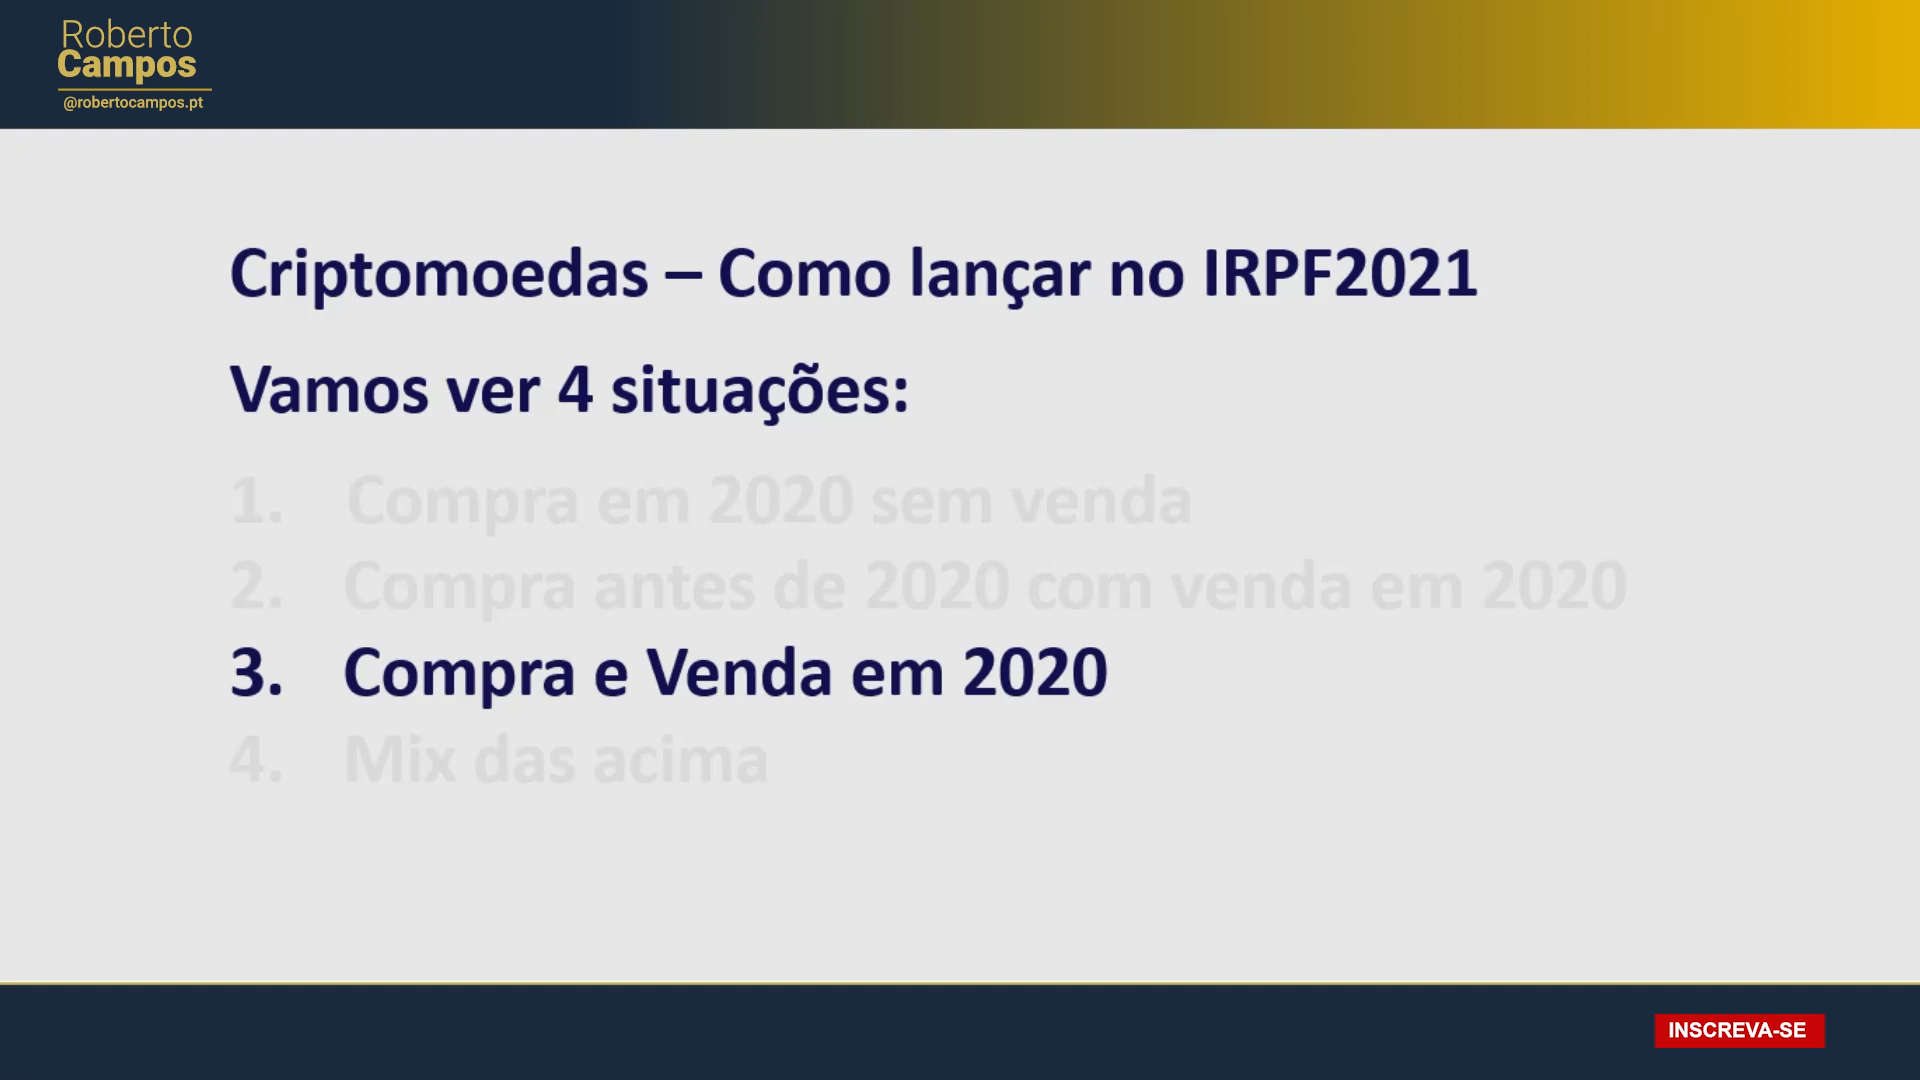 Roberto
Campos
@robertocampos.pt
Criptomoedas – Como lançar no IRPF2021
Vamos ver 4 situações:
1. Compra em 2020 sem venda
2. Compra antes de 2020 com venda em 2020
3. Compra e Venda em 2020
4. Mix das acima
INSCREVA-SE